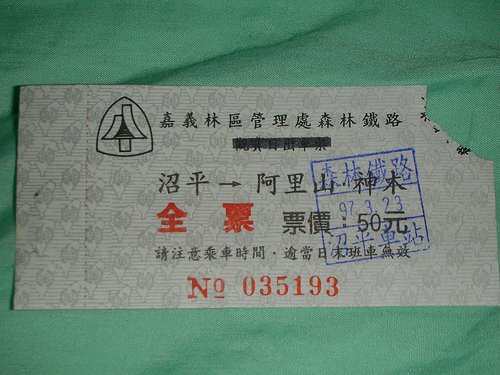 嘉義林區管理處森林鐵路
沼平→阿里山 神木
全票 票價：50元
請注意乘車時間·逾當日末班車無效
№ 035193
森林鐵路
97.3.23
沼平車站